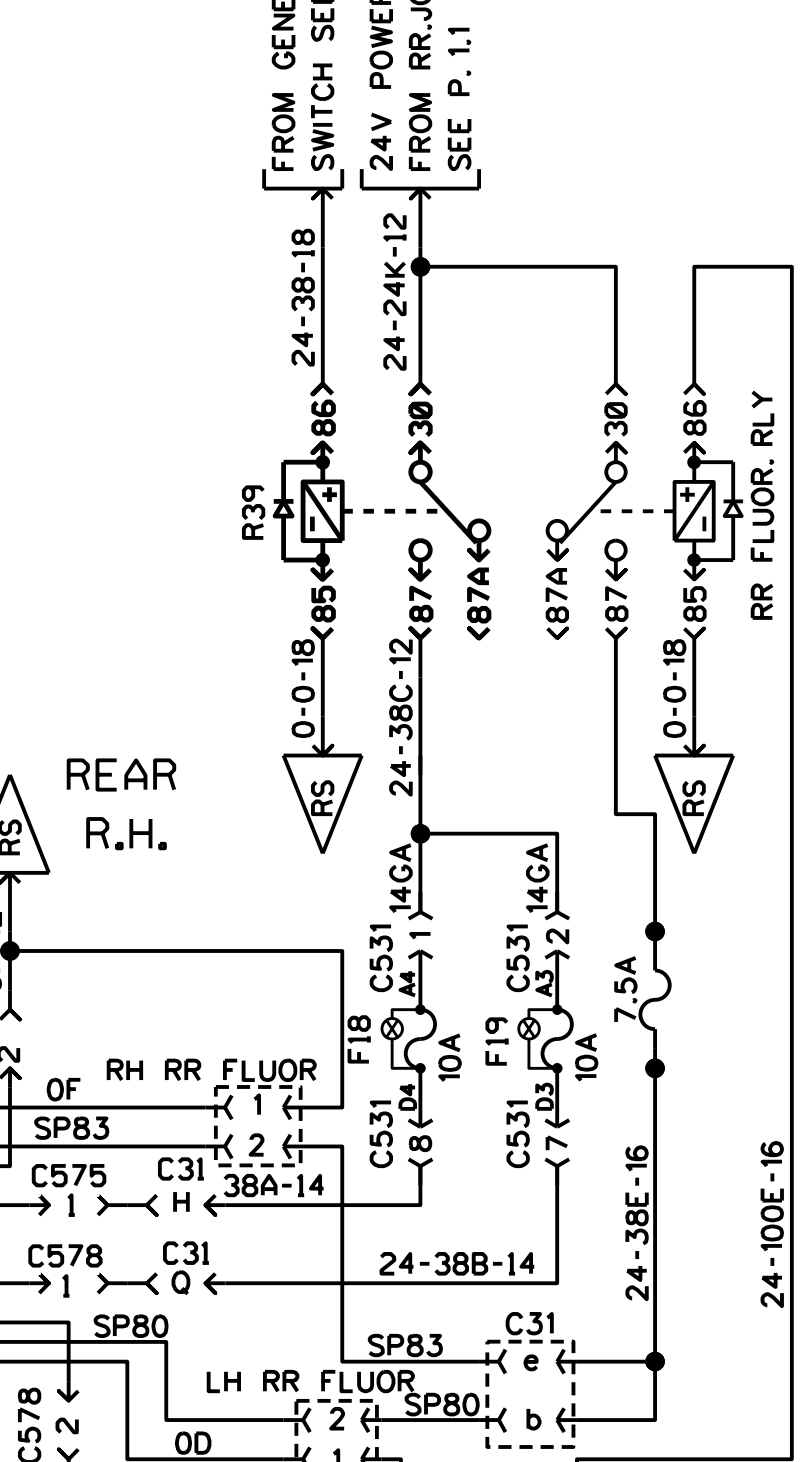 FROM GENE
SWITCH SE
24V POWER
FROM RR.J
SEE P. 1.1
24-38-18
24-24K-12
86
30
30
86
R39
RR FLUOR. RLY
85
87
87A
87A
87
85
0-0-18
24-38C-12
0-0-18
RS
RS
REAR
R.H.
RS
14GA
14GA
C531
1
C531
2
A4
A3
7.5A
F18
10A
F19
10A
2
RH RR FLUOR
0F
1
SP83
2
D4
D3
C531
8
C531
7
C575
C31
38A-14
1
H
C578
C31
24-38B-14
1
Q
24-38E-16
24-100E-16
SP80
C31
SP83
e
LH RR FLUOR
SP80
2
b
C578
2
0D
1